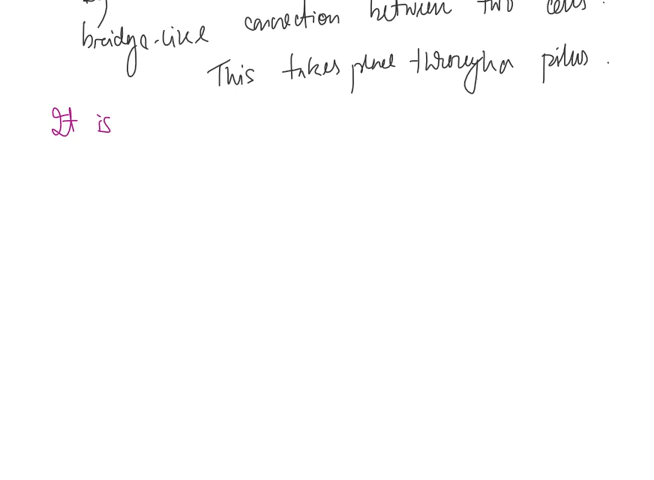 bridge-like connection between two cells.
This takes place through a pilus.
It is